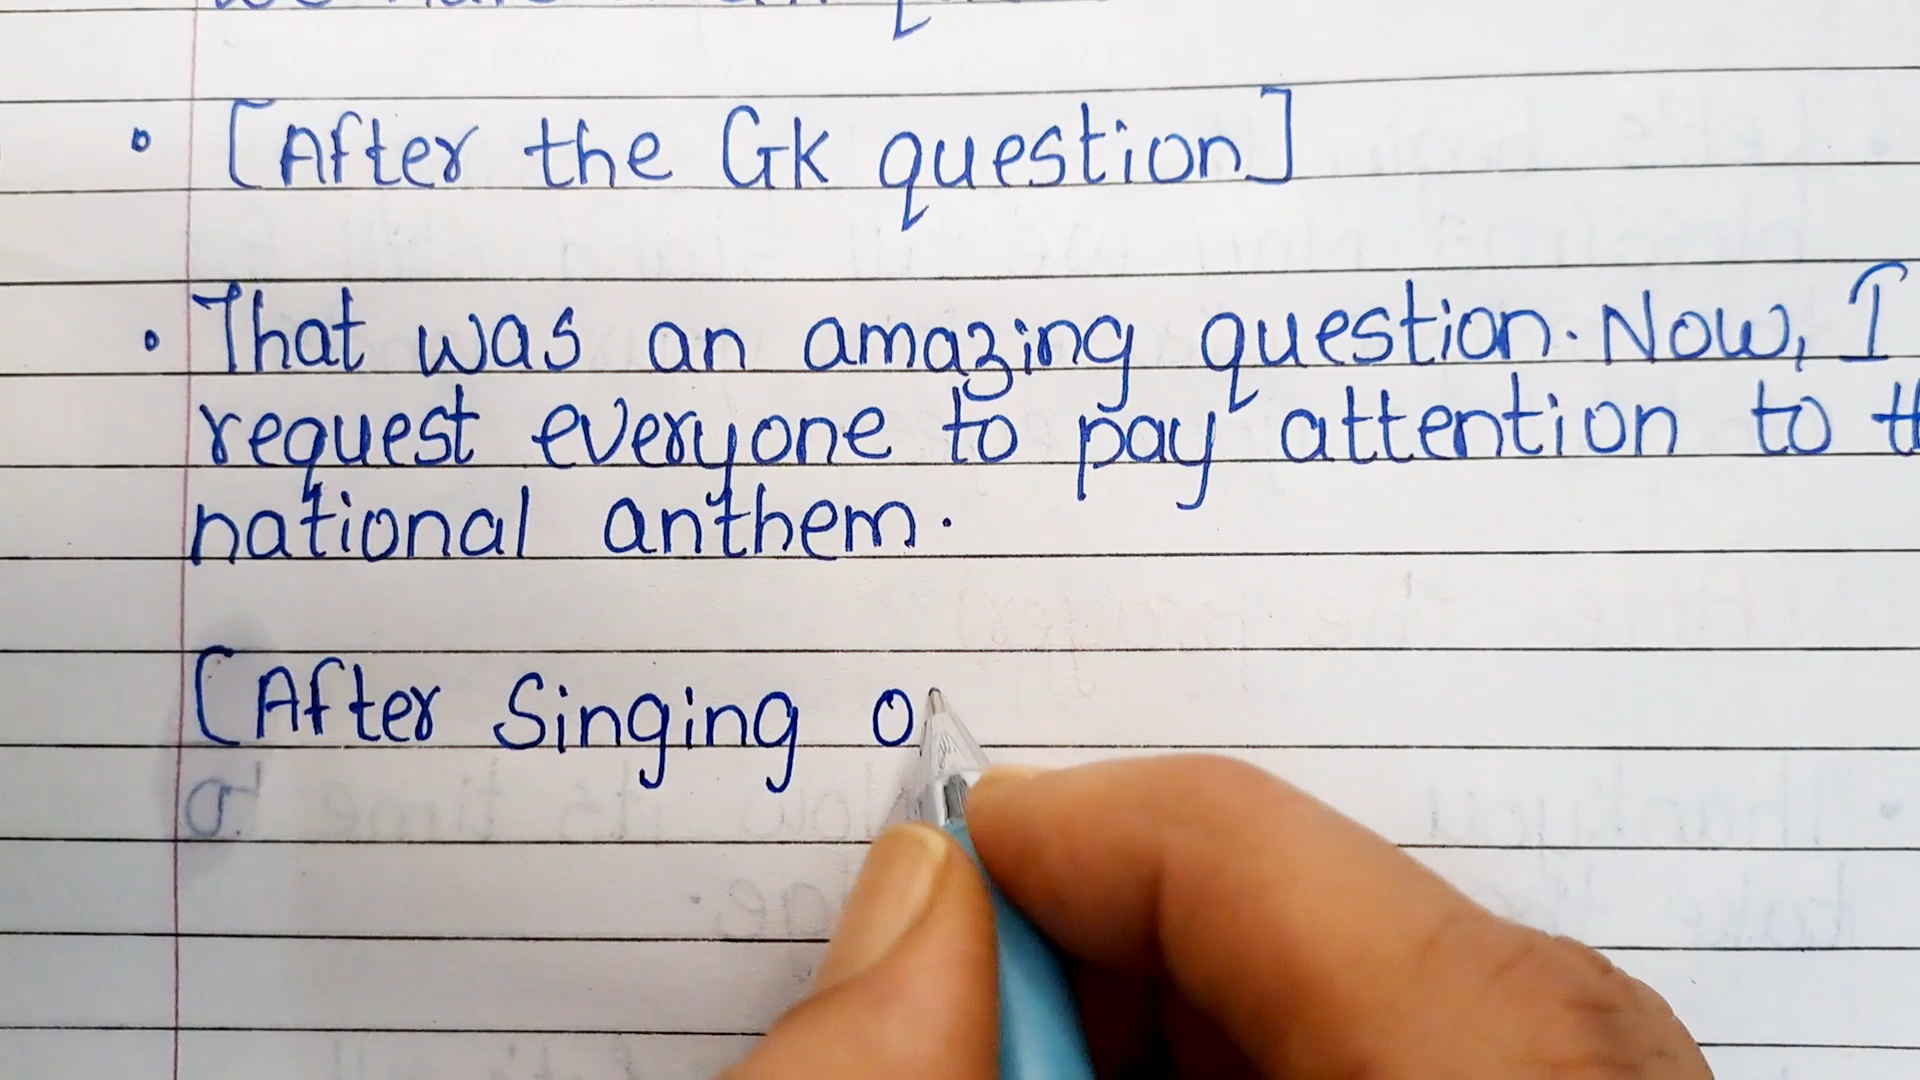 [After the GK question]
That was an amazing question. Now, I
request everyone to pay attention to th
national anthem.
[After Singing o